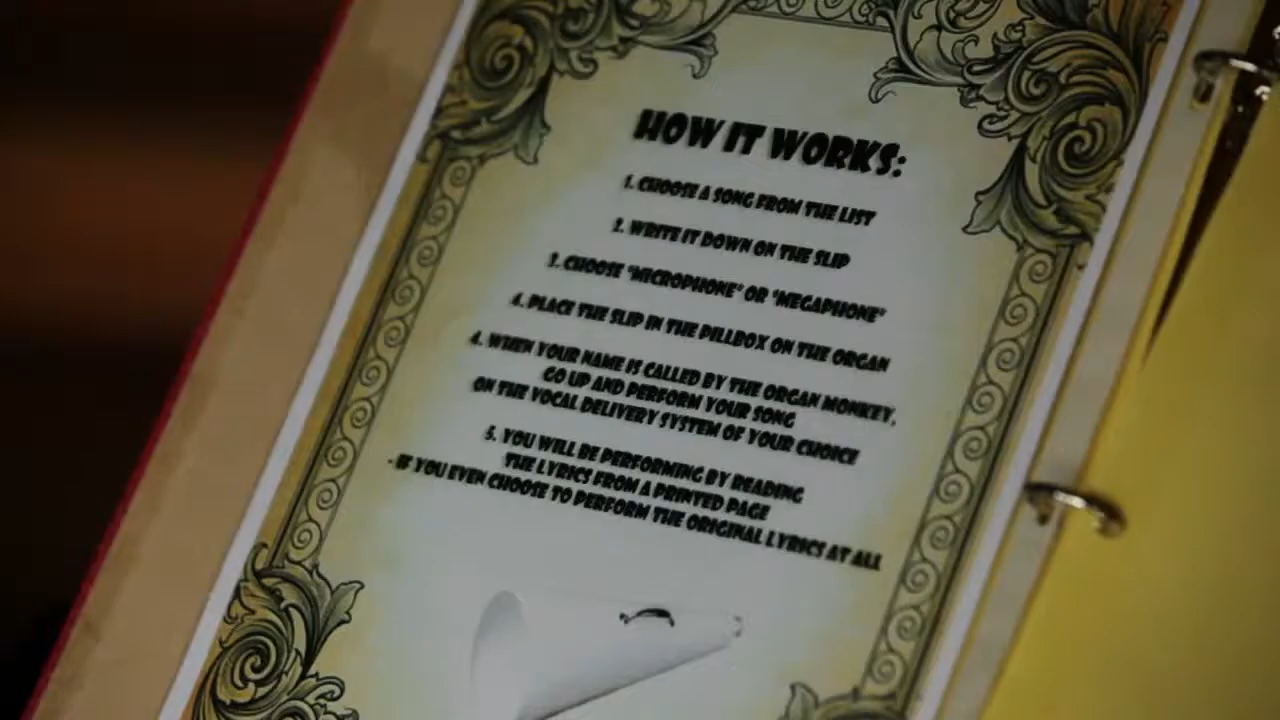 HOW IT WORKS:
1. CHOOSE A SONG FROM THE LIST
2. WRITE IT DOWN ON THE SLIP
3. CHOOSE "MICROPHONE" OR "MEGAPHONE"
4. PLACE THE SLIP IN THE PILLBOX ON THE ORGAN
4. WHEN YOUR NAME IS CALLED BY THE ORGAN MONKEY,
GO UP AND PERFORM YOUR SONG
ON THE VOCAL DELIVERY SYSTEM OF YOUR CHOICE
5. YOU WILL BE PERFORMING BY READING
THE LYRICS FROM A PRINTED PAGE
- IF YOU EVEN CHOOSE TO PERFORM THE ORIGINAL LYRICS AT ALL